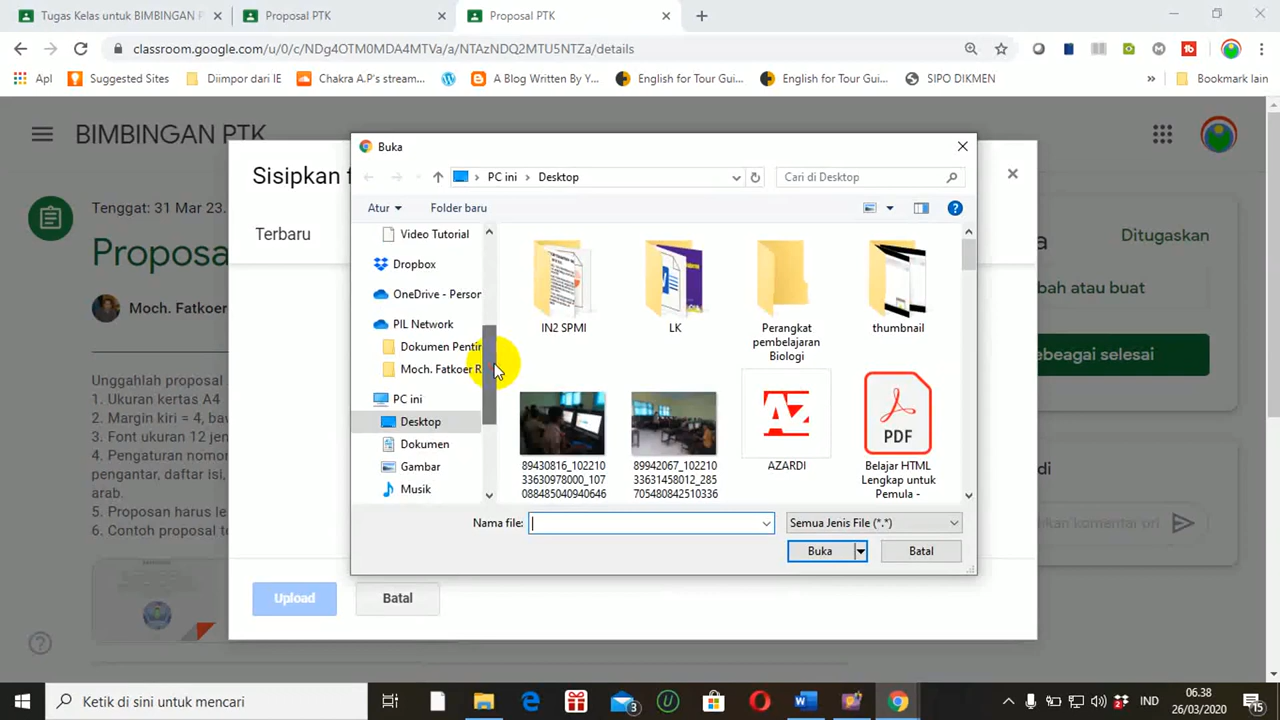 Tugas Kelas untuk BIMBINGAN P
Proposal PTK
Proposal PTK
classroom.google.com/u/0/c/NDg4OTM0MDA4MTVa/a/NTAzNDQ2MTU5NTZa/details
Apl
Suggested Sites
Diimpor dari IE
Chakra A.P's stream...
A Blog Written By Y...
English for Tour Gui...
English for Tour Gui...
SIPO DIKMEN
Bookmark lain
BIMBINGAN PTK
Sisipkan f
Terbaru
Tenggat: 31 Mar 23.
Proposa
Moch. Fatkoer
Unggahlah proposal
1. Ukuran kertas A4
2. Margin kiri = 4, baw
3. Font ukuran 12 jen
4. Pengaturan nomor
pengantar, daftar isi,
arab.
5. Proposan harus le
6. Contoh proposal te
Upload
Batal
Ditugaskan
bah atau buat
ebagai selesai
di
kan komentar
Buka
PC ini
Desktop
Cari di Desktop
Atur
Folder baru
Video Tutorial
Dropbox
OneDrive - Person
PIL Network
Dokumen Pentin
Moch. Fatkoer R
PC ini
Desktop
Dokumen
Gambar
Musik
IN2 SPMI
LK
Perangkat
pembelajaran
Biologi
thumbnail
89430816_102210
33630978000_107
088485040940646
89942067_102210
33631458012_285
705480842510336
AZARDI
PDF
Belajar HTML
Lengkap untuk
Pemula -
Nama file:
Semua Jenis File (*.*)
Buka
Batal
Ketik di sini untuk mencari
3
IND
06.38
26/03/2020
15